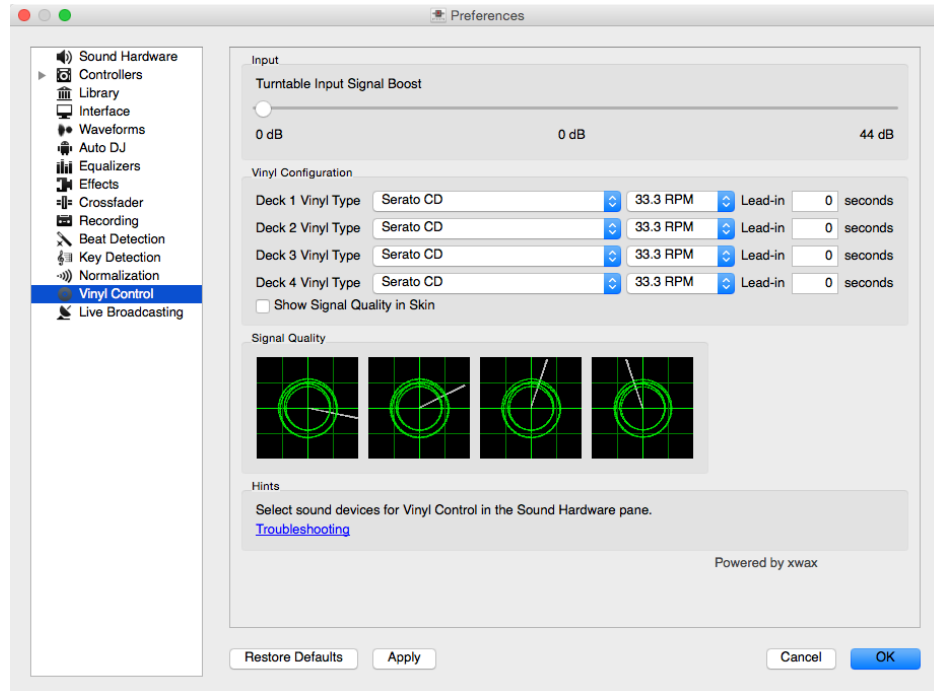 Preferences
Sound Hardware
Controllers
Library
Interface
Waveforms
Auto DJ
Equalizers
Effects
Crossfader
Recording
Beat Detection
Key Detection
Normalization
Vinyl Control
Live Broadcasting
Input
Turntable Input Signal Boost
0 dB 0 dB 44 dB
Vinyl Configuration
Deck 1 Vinyl Type Serato CD 33.3 RPM Lead-in 0 seconds
Deck 2 Vinyl Type Serato CD 33.3 RPM Lead-in 0 seconds
Deck 3 Vinyl Type Serato CD 33.3 RPM Lead-in 0 seconds
Deck 4 Vinyl Type Serato CD 33.3 RPM Lead-in 0 seconds
Show Signal Quality in Skin
Signal Quality
Hints
Select sound devices for Vinyl Control in the Sound Hardware pane.
Troubleshooting
Powered by xwax
Restore Defaults Apply Cancel OK